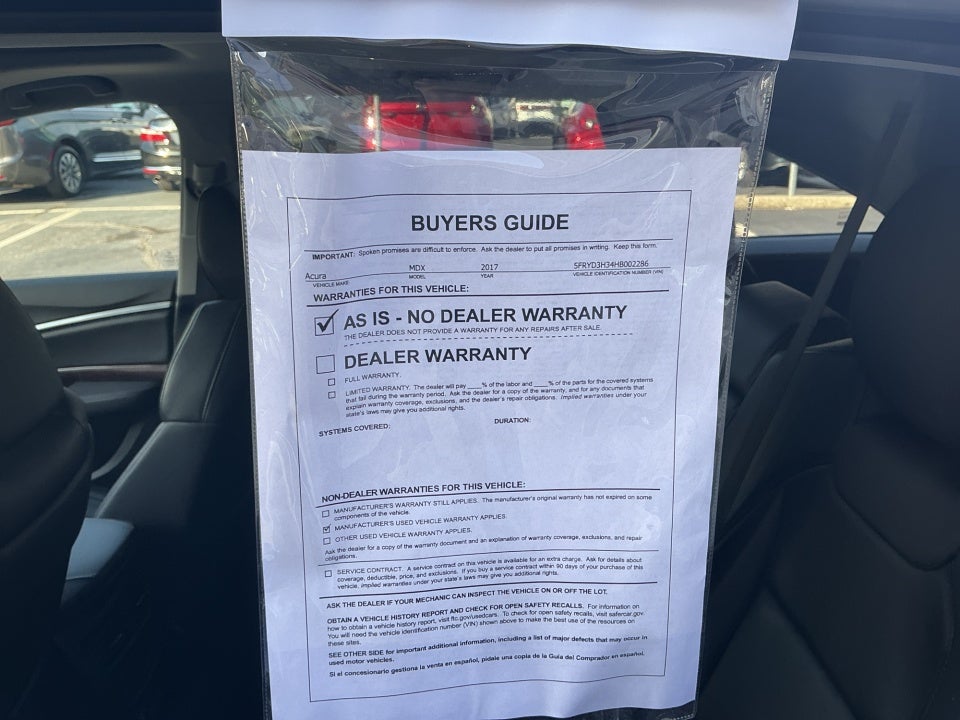 BUYERS GUIDE
IMPORTANT: Spoken promises are difficult to enforce. Ask the dealer to put all promises in writing. Keep this form.
Acura MDX 2017 5FRYD3H34HB002286
VEHICLE MAKE MODEL YEAR VEHICLE IDENTIFICATION NUMBER (VIN)
WARRANTIES FOR THIS VEHICLE:
AS IS - NO DEALER WARRANTY
THE DEALER DOES NOT PROVIDE A WARRANTY FOR ANY REPAIRS AFTER SALE.
DEALER WARRANTY
FULL WARRANTY.
LIMITED WARRANTY. The dealer will pay ____% of the labor and ____% of the parts for the covered systems
that fail during the warranty period. Ask the dealer for a copy of the warranty, and for any documents that
explain warranty coverage, exclusions, and the dealer's repair obligations. Implied warranties under your
state's laws may give you additional rights.
SYSTEMS COVERED: DURATION:
NON-DEALER WARRANTIES FOR THIS VEHICLE:
MANUFACTURER'S WARRANTY STILL APPLIES. The manufacturer's original warranty has not expired on some
components of the vehicle.
MANUFACTURER'S USED VEHICLE WARRANTY APPLIES.
OTHER USED VEHICLE WARRANTY APPLIES.
Ask the dealer for a copy of the warranty document and an explanation of warranty coverage, exclusions, and repair
obligations.
SERVICE CONTRACT. A service contract on this vehicle is available for an extra charge. Ask for details about
coverage, deductible, price, and exclusions. If you buy a service contract within 90 days of your purchase of this
vehicle, implied warranties under your state's laws may give you additional rights.
ASK THE DEALER IF YOUR MECHANIC CAN INSPECT THE VEHICLE ON OR OFF THE LOT.
OBTAIN A VEHICLE HISTORY REPORT AND CHECK FOR OPEN SAFETY RECALLS. For information on
how to obtain a vehicle history report, visit ftc.gov/usedcars. To check for open safety recalls, visit safercar.gov.
You will need the vehicle identification number (VIN) shown above to make the best use of the resources on
these sites.
SEE OTHER SIDE for important additional information, including a list of major defects that may occur in
used motor vehicles.
Si el concesionario gestiona la venta en español, pídale una copia de la Guía del Comprador en español.